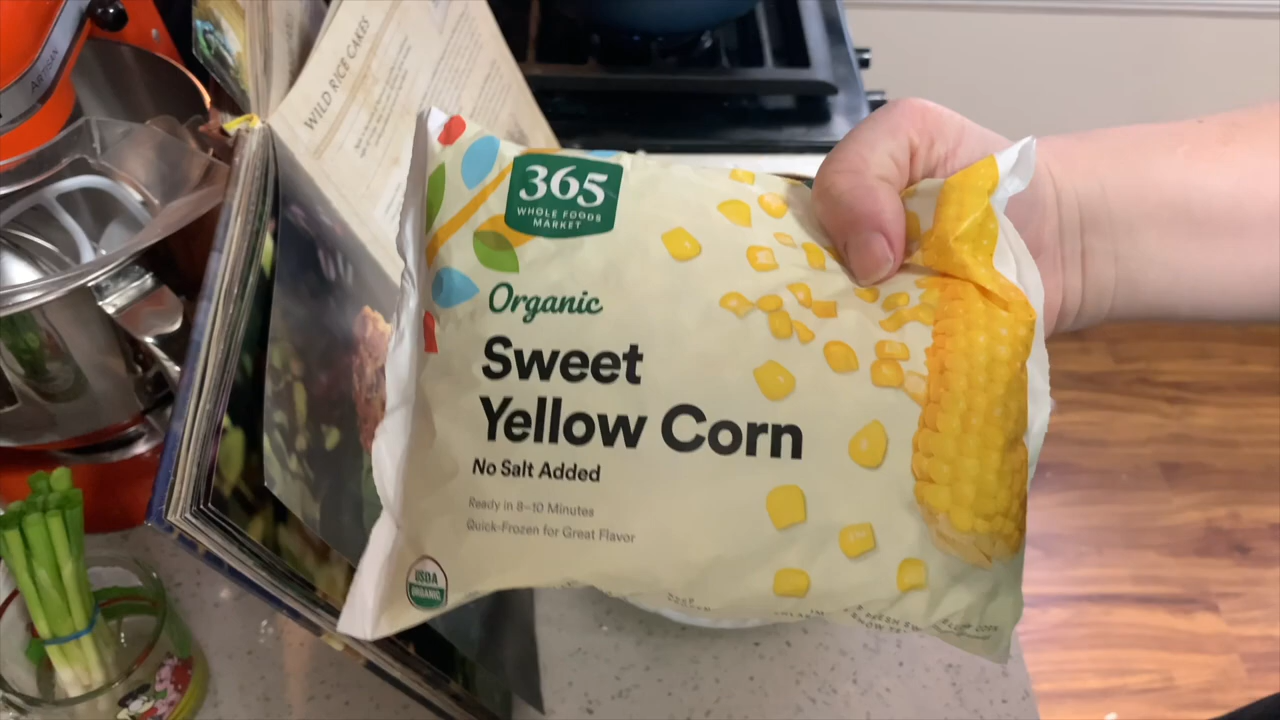 ARTISAN
WILD RICE CAKES
365
WHOLE FOODS
MARKET
Organic
Sweet
Yellow Corn
No Salt Added
Ready in 8–10 Minutes
Quick-Frozen for Great Flavor
USDA
ORGANIC